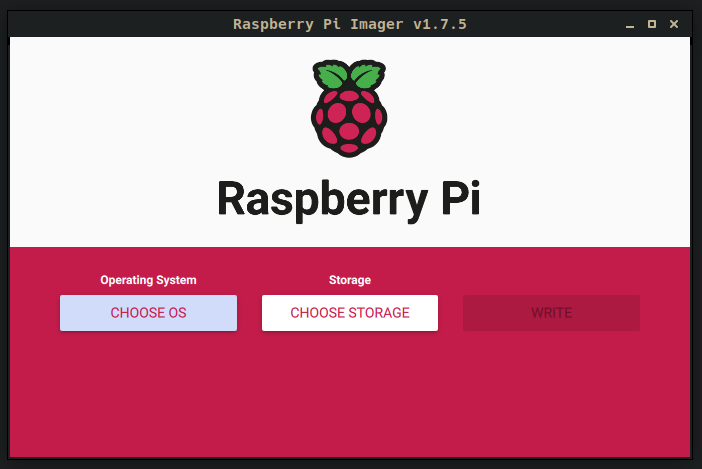 Raspberry Pi Imager v1.7.5
Raspberry Pi
Operating System
Storage
CHOOSE OS
CHOOSE STORAGE
WRITE